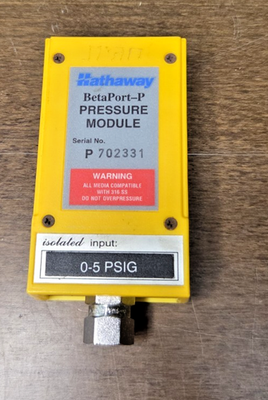 Hathaway
BetaPort-P
PRESSURE
MODULE
Serial No.
P 702331
WARNING
ALL MEDIA COMPATIBLE
WITH 316 SS
DO NOT OVERPRESSURE
isolated input:
0-5 PSIG